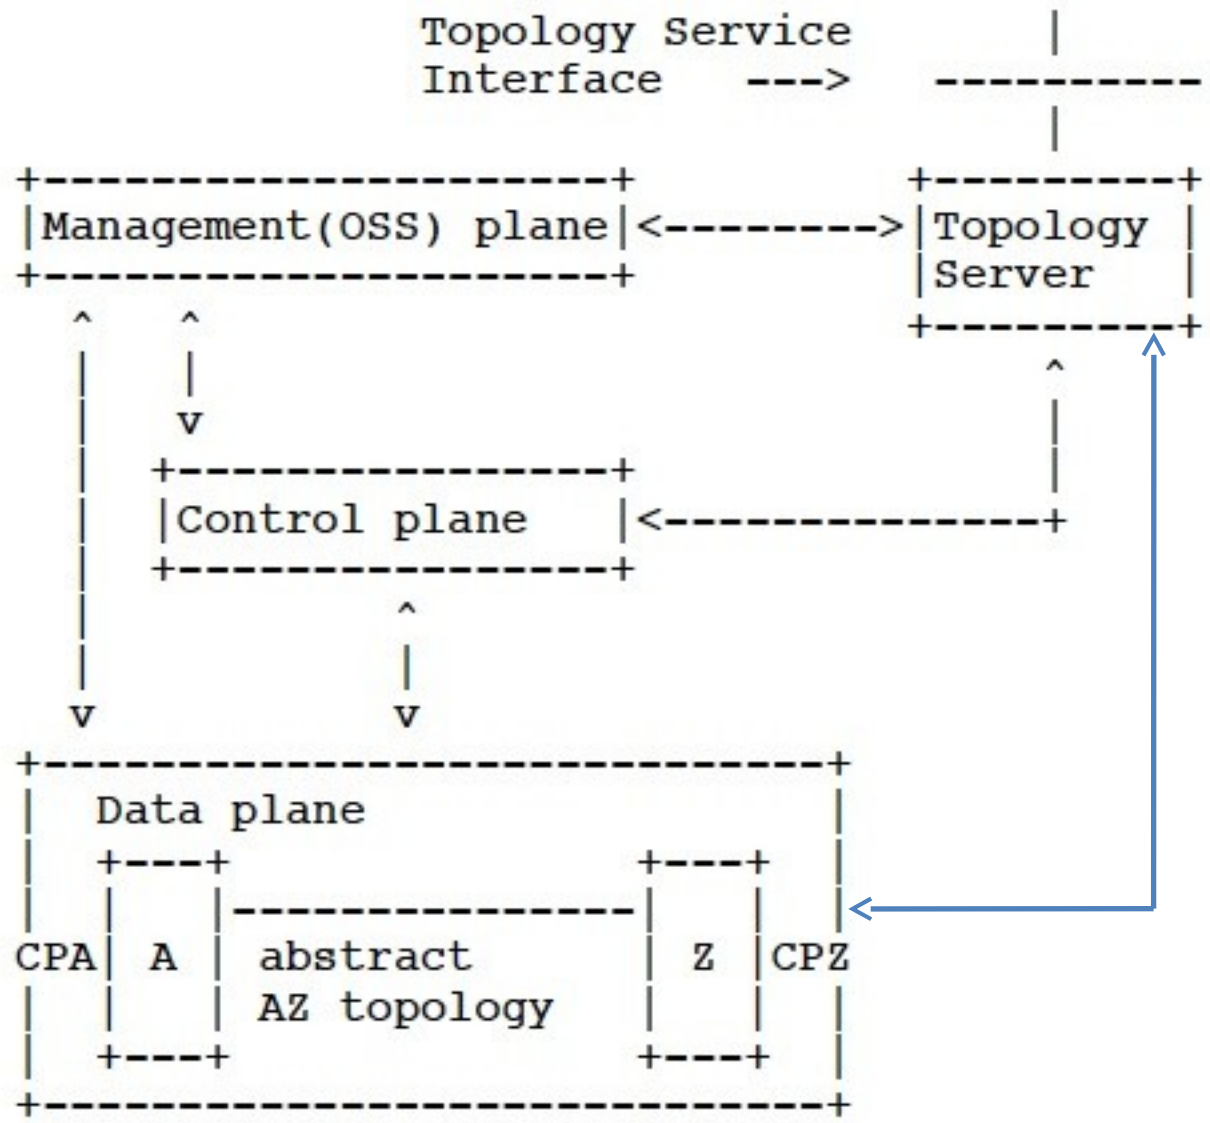 Topology Service
Interface --->
Management(OSS) plane
Topology
Server
Control plane
Data plane
CPA A abstract Z CPZ
AZ topology